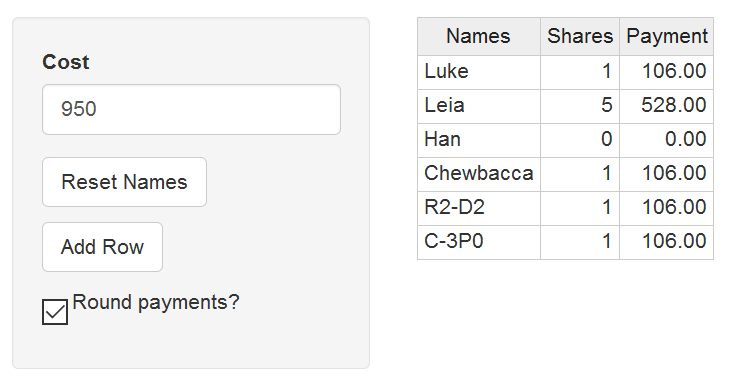 Cost
950
Reset Names
Add Row
Round payments?
Names Shares Payment
Luke 1 106.00
Leia 5 528.00
Han 0 0.00
Chewbacca 1 106.00
R2-D2 1 106.00
C-3P0 1 106.00